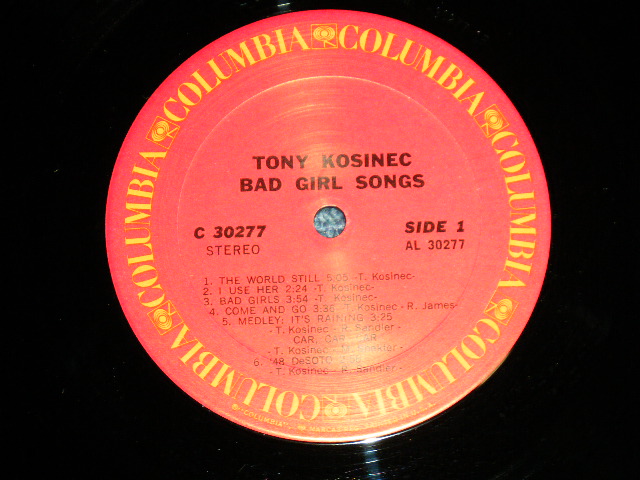 COLUMBIA COLUMBIA COLUMBIA COLUMBIA COLUMBIA COLUMBIA
TONY KOSINEC
BAD GIRL SONGS
C 30277
STEREO
SIDE 1
AL 30277
1. THE WORLD STILL 5:05 -T. Kosinec-
2. I USE HER 2:24 -T. Kosinec-
3. BAD GIRLS 3:54 -T. Kosinec-
4. COME AND GO 3:36 -T. Kosinec - R. James-
5. MEDLEY; IT'S RAINING 3:25
- T. Kosinec - R. Sandler -
CAR, CAR, CAR
- T. Kosinec -
6. '48 DeSOTO
- T. Kosinec - K. Sandler -